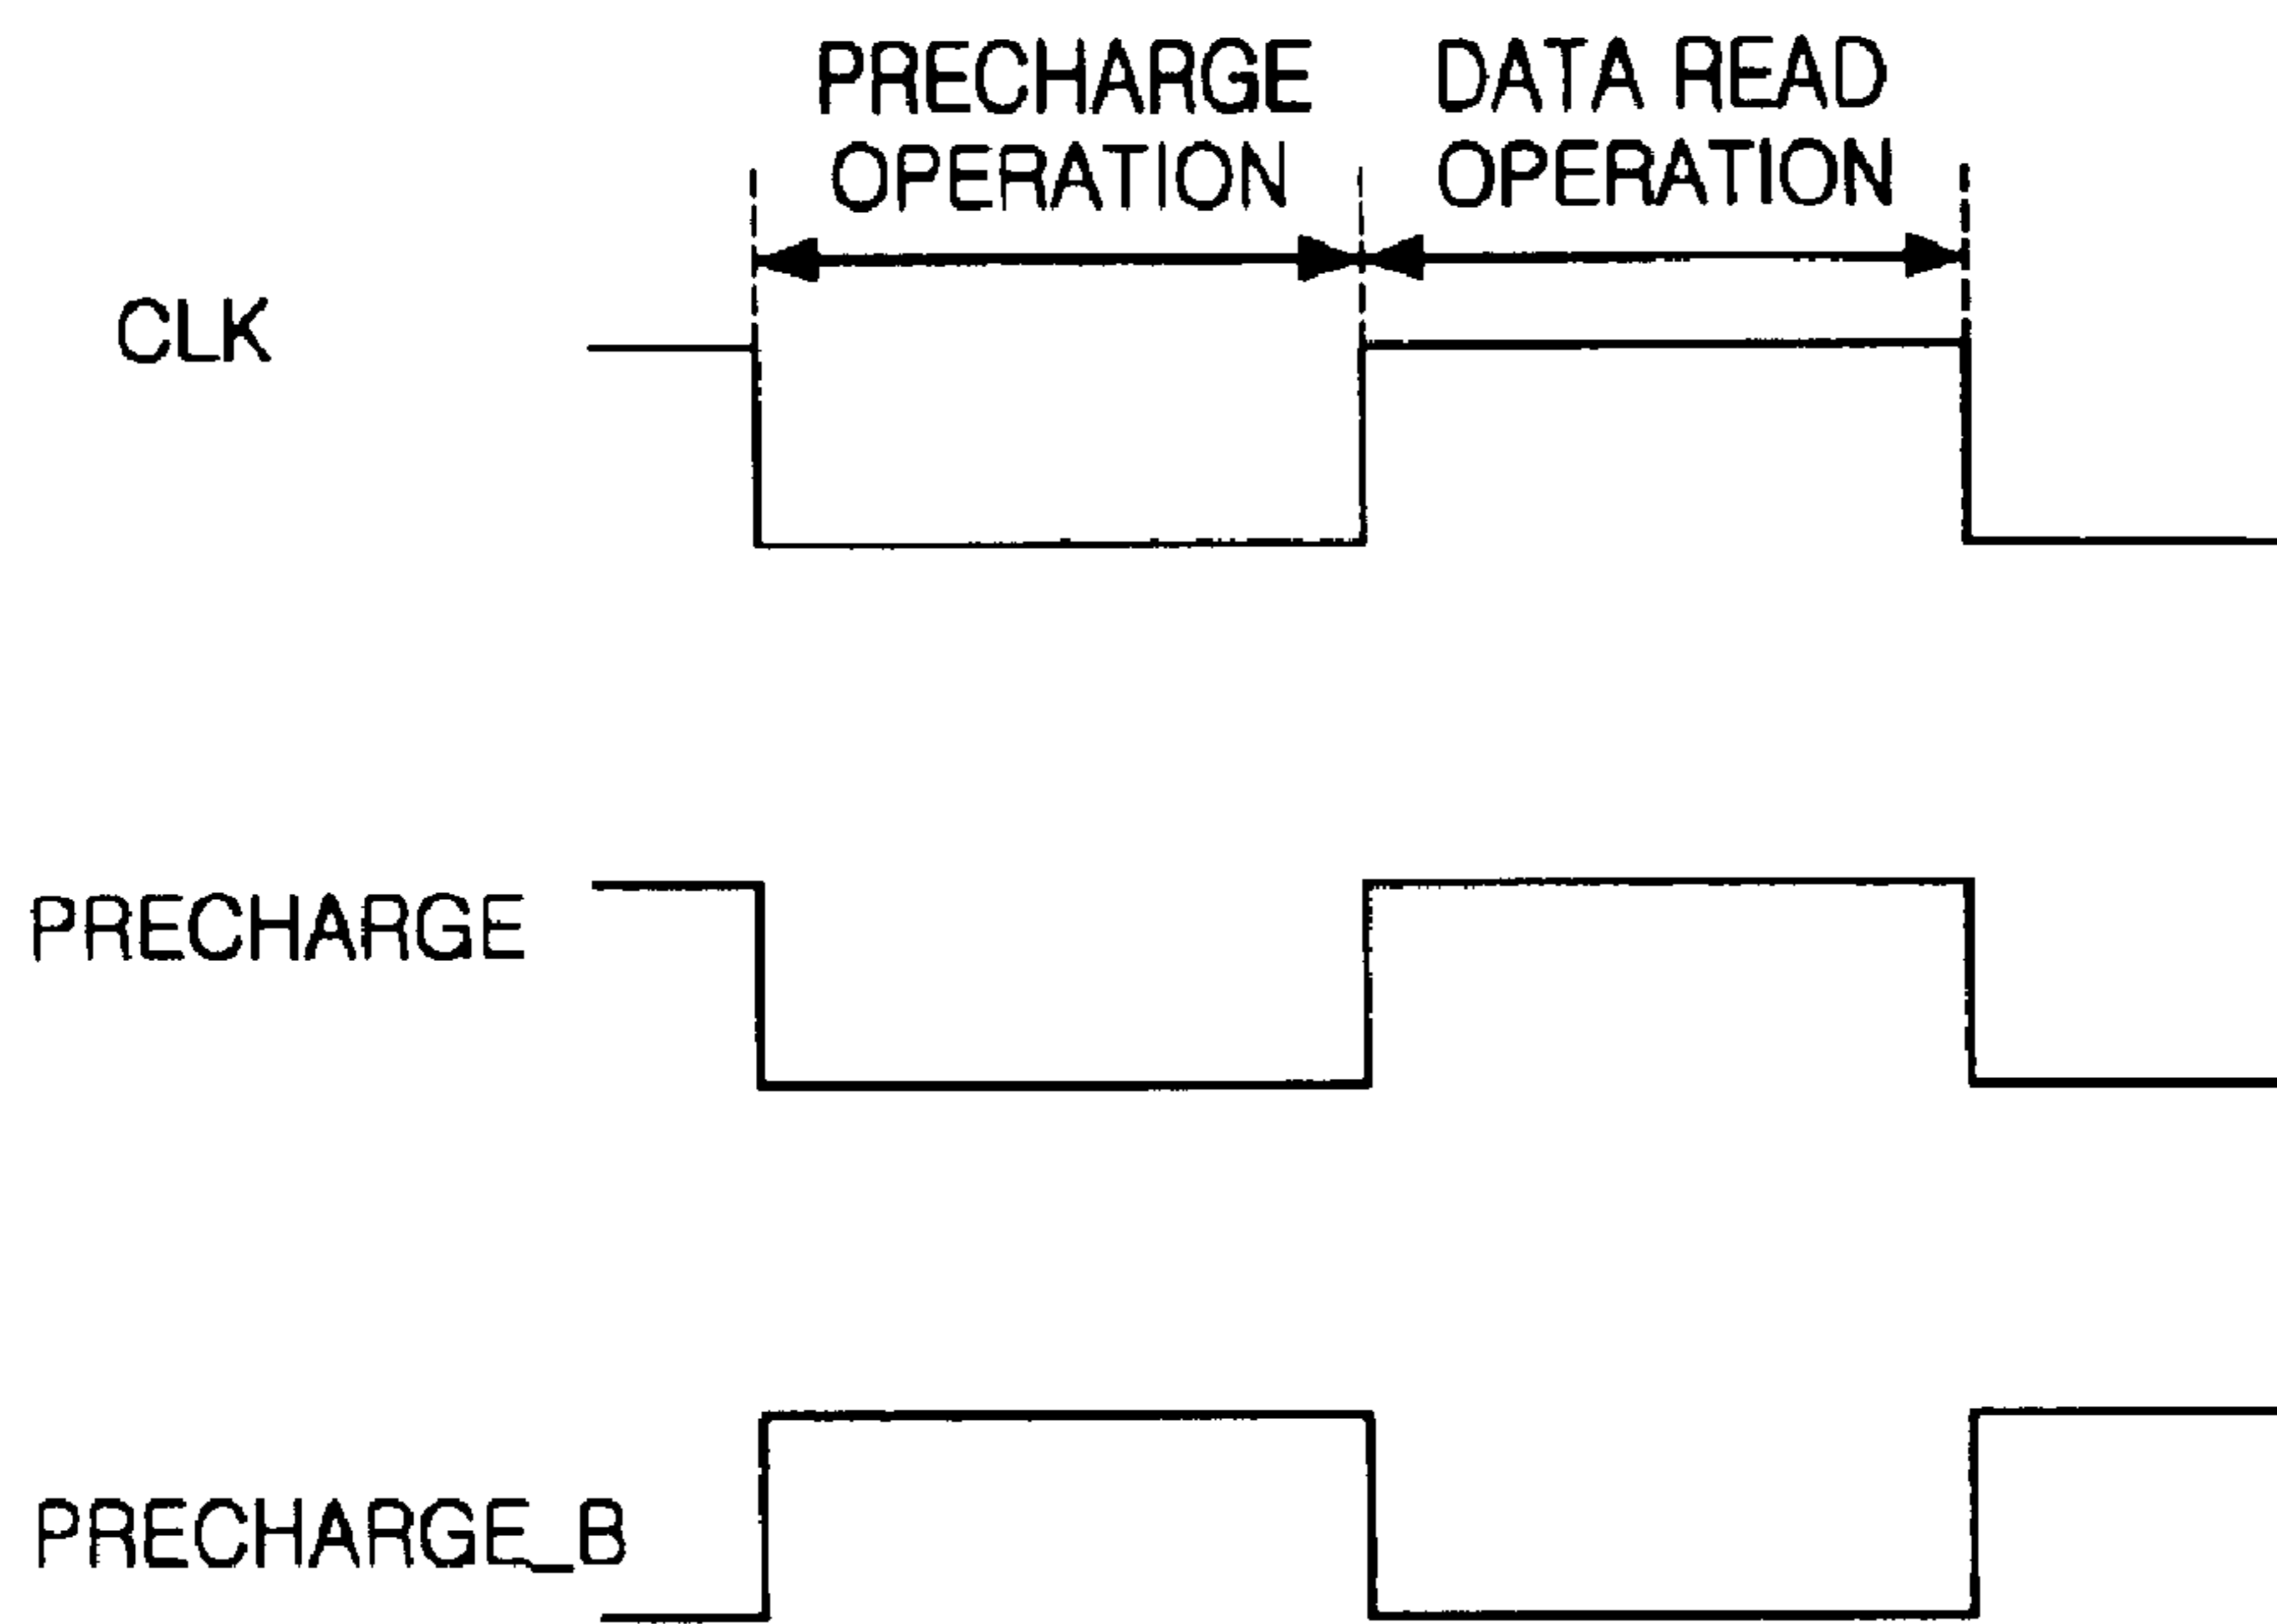 PRECHARGE
OPERATION
DATA READ
OPERATION
CLK
PRECHARGE
PRECHARGE_B